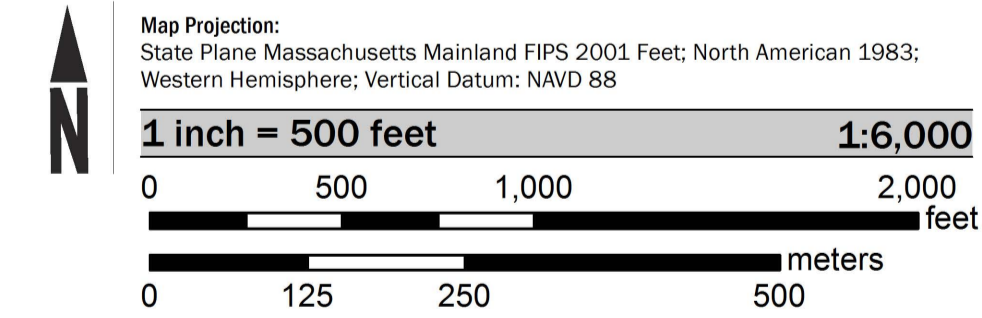 N
Map Projection:
State Plane Massachusetts Mainland FIPS 2001 Feet; North American 1983;
Western Hemisphere; Vertical Datum: NAVD 88
1 inch = 500 feet 1:6,000
0 500 1,000 2,000
feet
meters
0 125 250 500